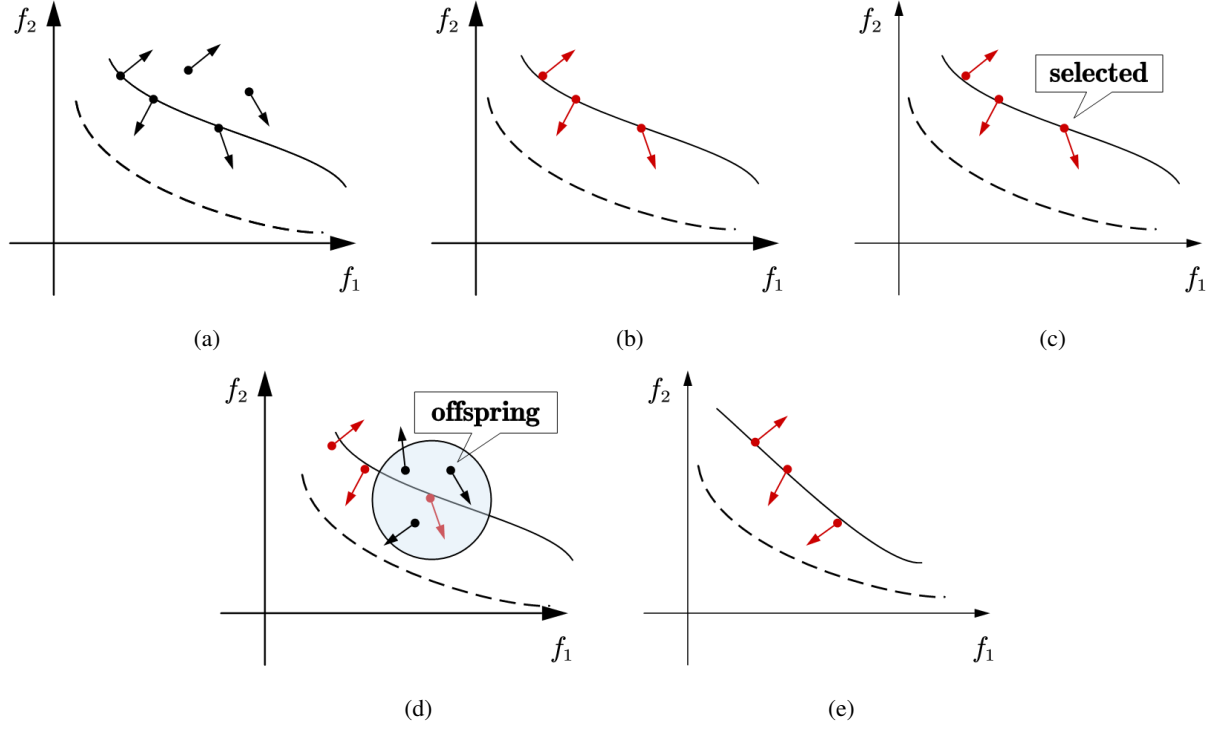 f₂
f₁
(a)
f₂
f₁
(b)
f₂
selected
f₁
(c)
f₂
offspring
f₁
(d)
f₂
f₁
(e)